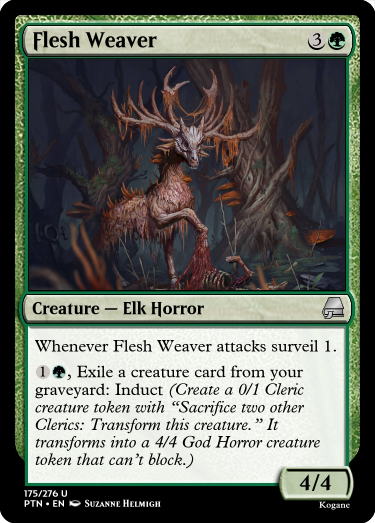 Flesh Weaver 3
Creature — Elk Horror
Whenever Flesh Weaver attacks surveil 1.
1, Exile a creature card from your
graveyard: Induct (Create a 0/1 Cleric
creature token with “Sacrifice two other
Clerics: Transform this creature.” It
transforms into a 4/4 God Horror creature
token that can’t block.)
4/4
175/276 U
PTN • EN Suzanne Helmigh
Kogane